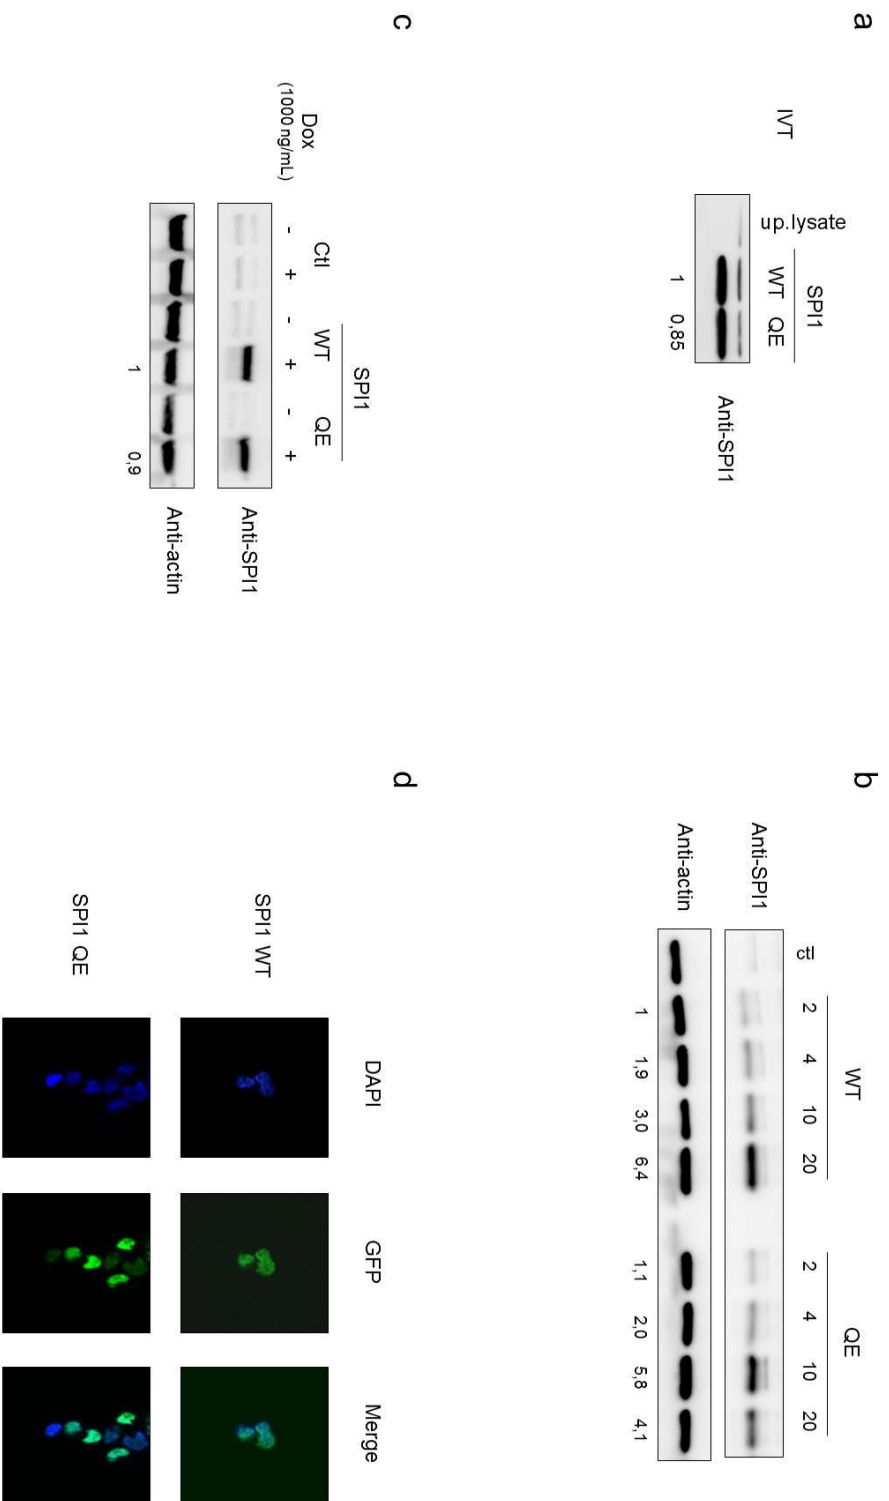 a
IVT
SPI1
up.lysate WT QE
Anti-SPI1
1 0,85
b
WT QE
ctl 2 4 10 20 2 4 10 20
Anti-SPI1
Anti-actin
1 1,9 3,0 6,4 1,1 2,0 5,8 4,1
c
SPI1
Ctl WT QE
Dox
(1000 ng/mL)
- + - + - +
Anti-SPI1
Anti-actin
1 0,9
d
DAPI GFP Merge
SPI1 WT
SPI1 QE